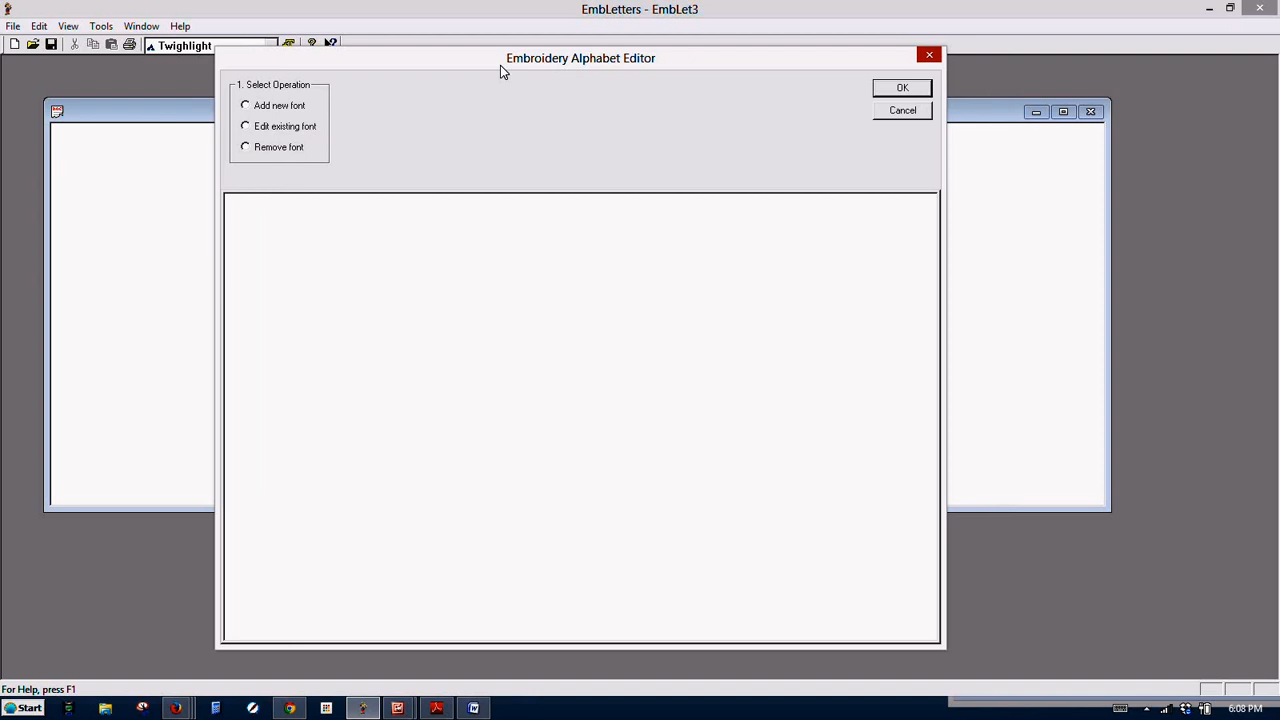 EmbLetters - EmbLet3
File Edit View Tools Window Help
Twighlight
Embroidery Alphabet Editor
1. Select Operation
Add new font
Edit existing font
Remove font
OK
Cancel
For Help, press F1
Start
6:08 PM